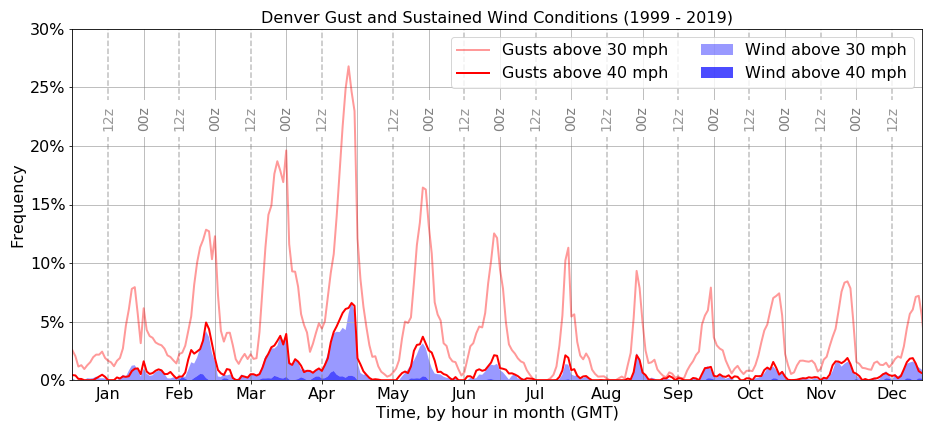 Denver Gust and Sustained Wind Conditions (1999 - 2019)
30%
25%
20%
15%
10%
5%
0%
Frequency
Gusts above 30 mph
Gusts above 40 mph
Wind above 30 mph
Wind above 40 mph
12z 00z 12z 00z 12z 00z 12z 12z 00z 12z 00z 12z 00z 12z 00z 12z 00z 12z 00z 12z 00z 12z
Jan Feb Mar Apr May Jun Jul Aug Sep Oct Nov Dec
Time, by hour in month (GMT)